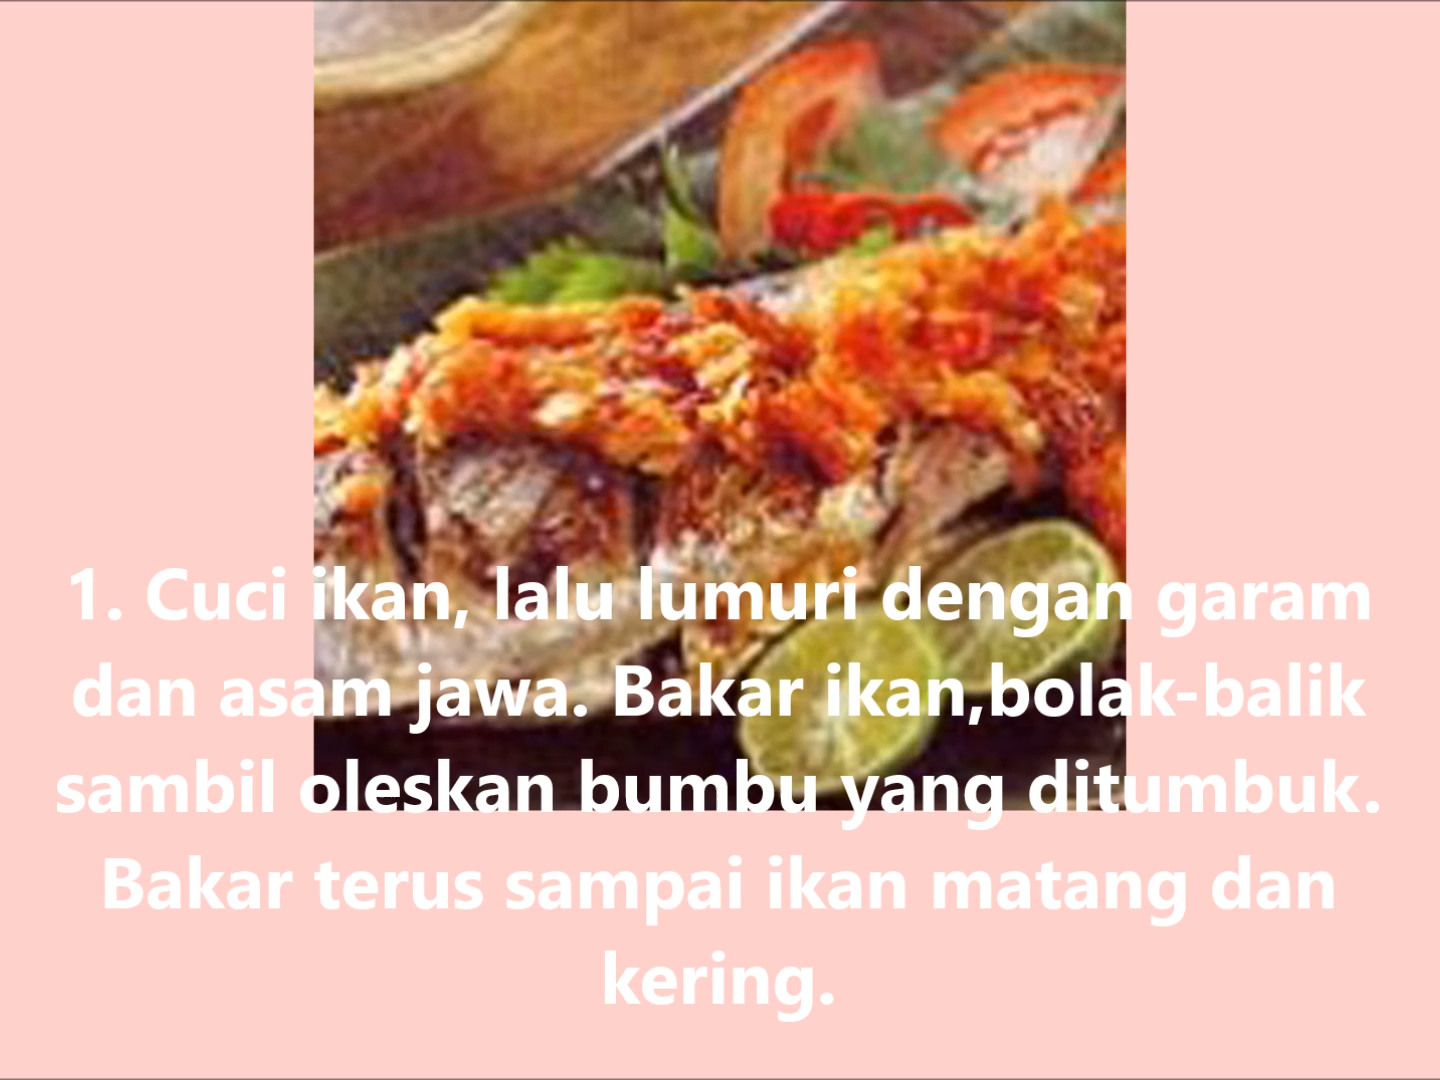 1. Cuci ikan, lalu lumuri dengan garam
dan asam jawa. Bakar ikan,bolak-balik
sambil oleskan bumbu yang ditumbuk.
Bakar terus sampai ikan matang dan
kering.